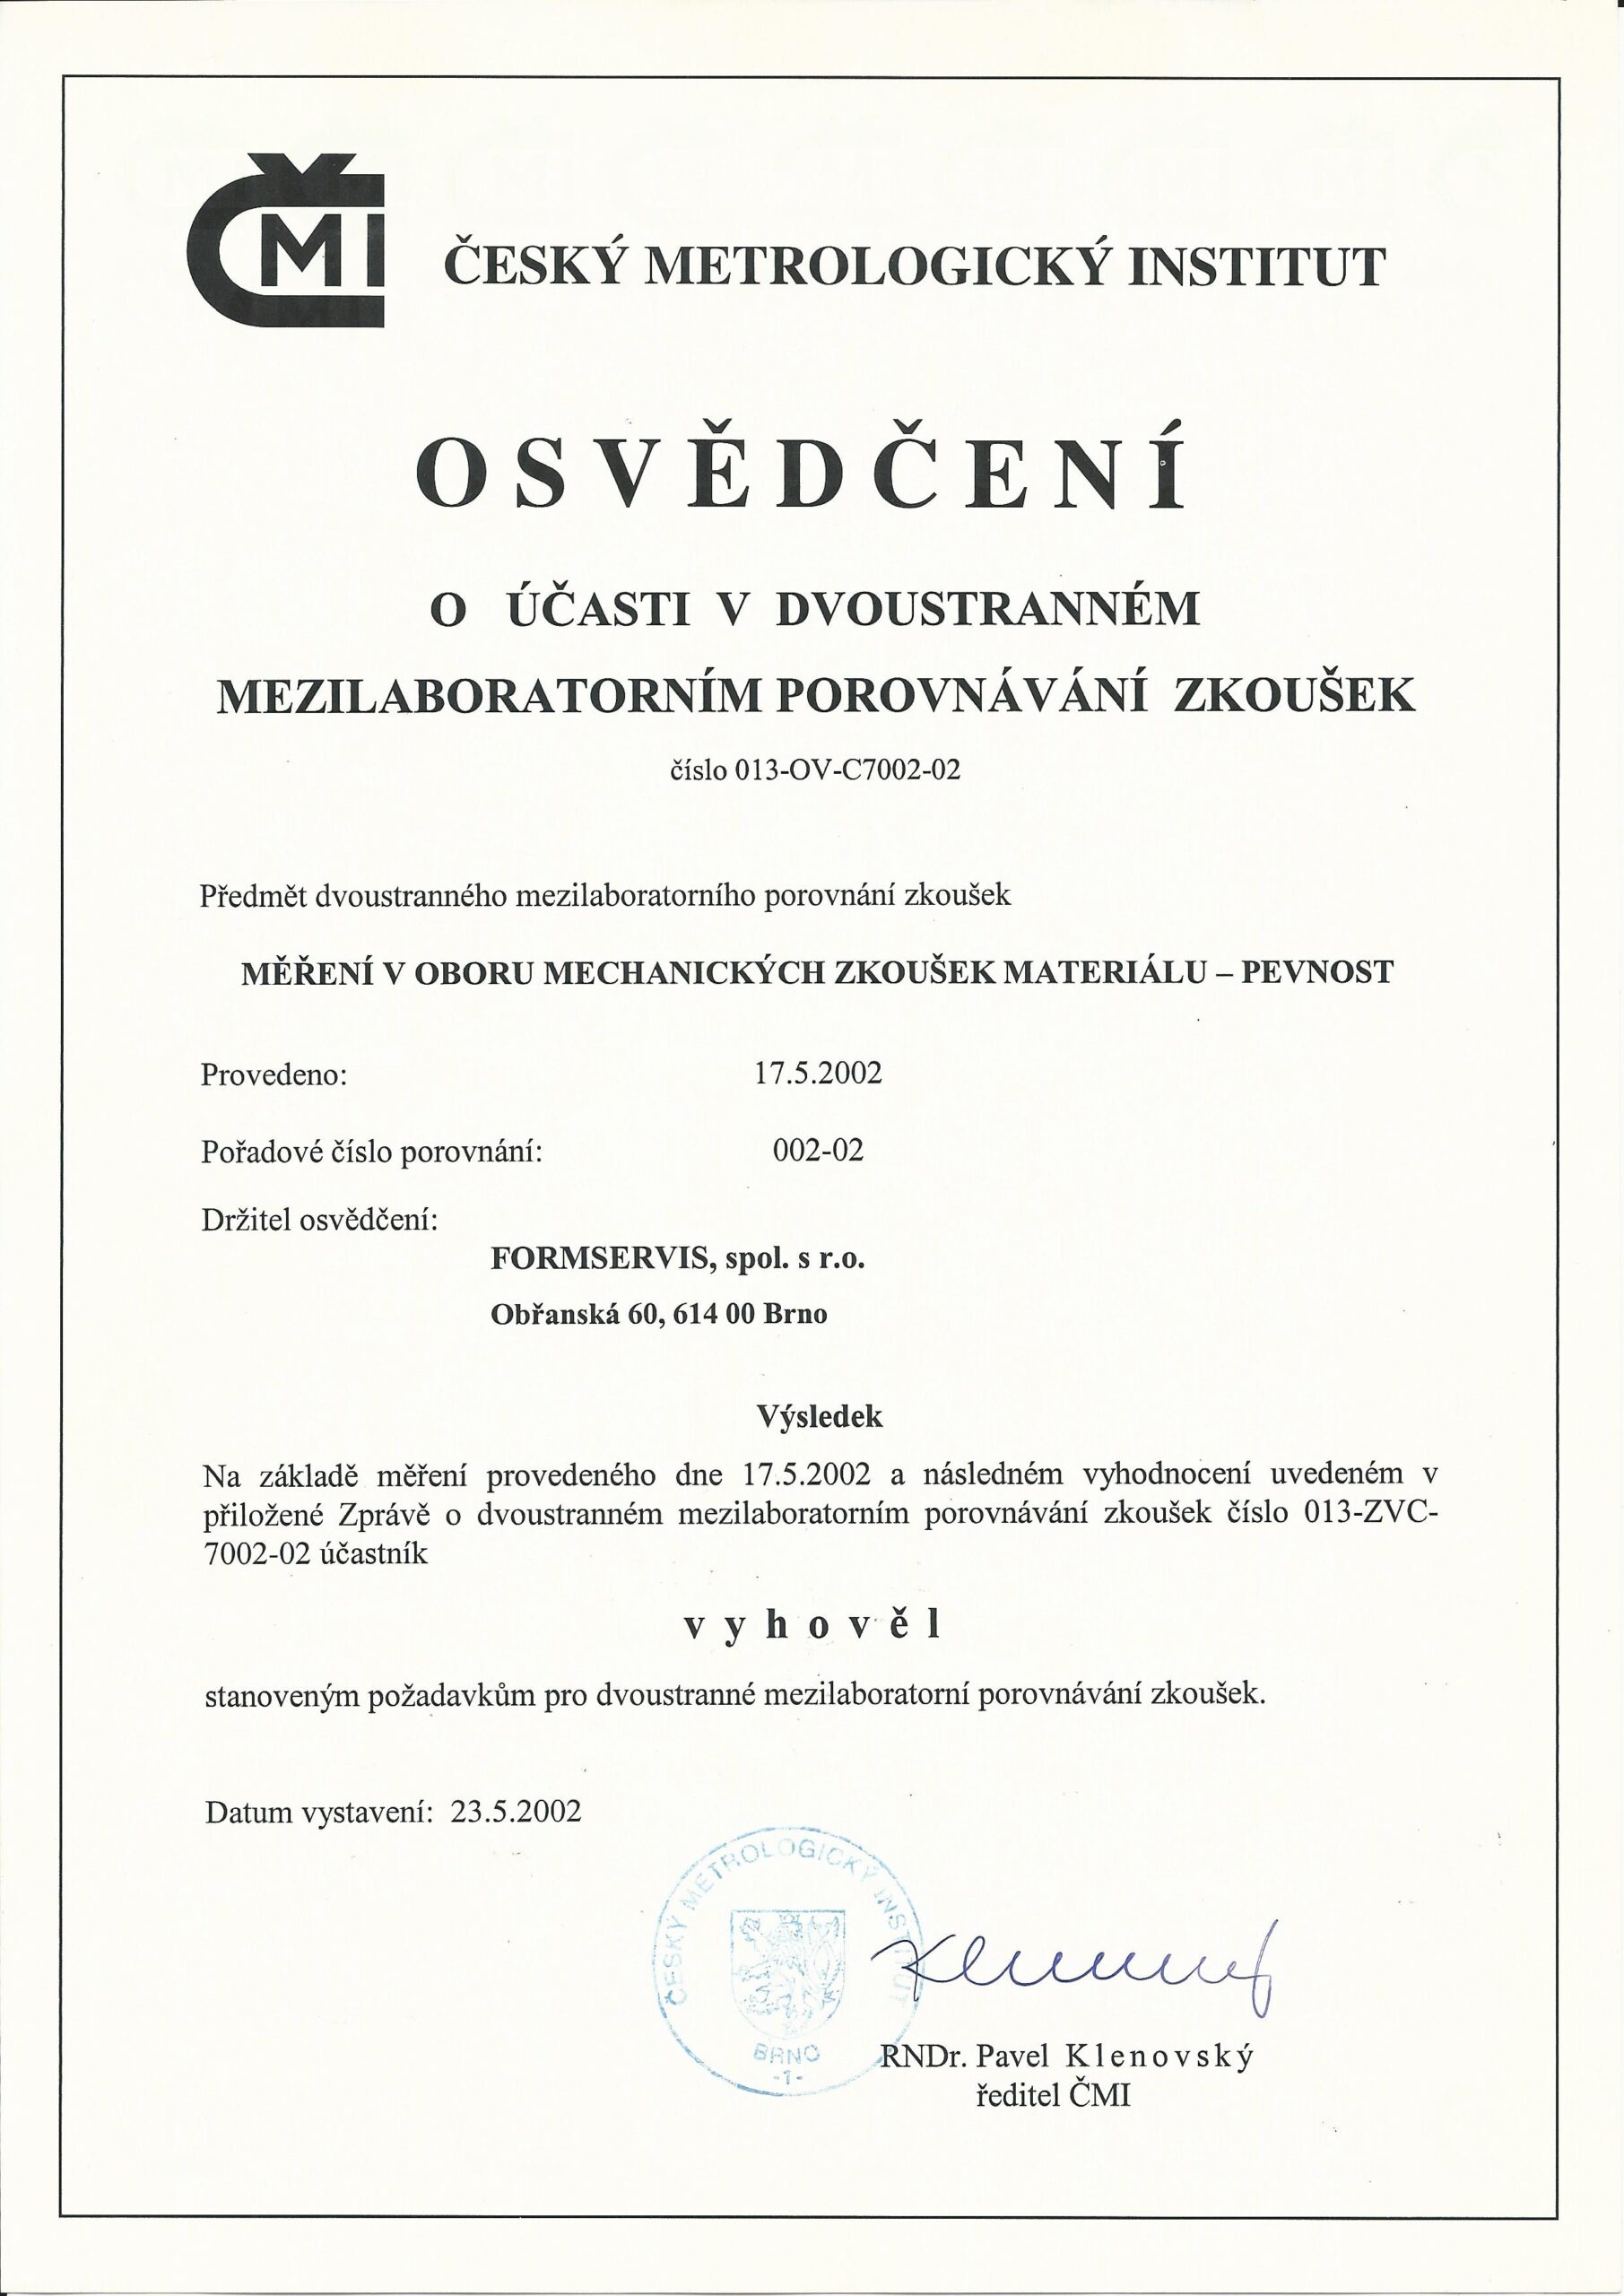 ČMI
ČESKÝ METROLOGICKÝ INSTITUT
OSVĚDČENÍ
O ÚČASTI V DVOUSTRANNÉM
MEZILABORATORNÍM POROVNÁVÁNÍ ZKOUŠEK
číslo 013-OV-C7002-02
Předmět dvoustranného mezilaboratorního porovnání zkoušek
MĚŘENÍ V OBORU MECHANICKÝCH ZKOUŠEK MATERIÁLU – PEVNOST
Provedeno: 17.5.2002
Pořadové číslo porovnání: 002-02
Držitel osvědčení:
FORMSERVIS, spol. s r.o.
Obřanská 60, 614 00 Brno
Výsledek
Na základě měření provedeného dne 17.5.2002 a následném vyhodnocení uvedeném v
přiložené Zprávě o dvoustranném mezilaboratorním porovnávání zkoušek číslo 013-ZVC-
7002-02 účastník
vyhověl
stanoveným požadavkům pro dvoustranné mezilaboratorní porovnávání zkoušek.
Datum vystavení: 23.5.2002
ČESKÝ METROLOGICKÝ INSTITUT
BRNO
-1-
RNDr. Pavel Klenovský
ředitel ČMI